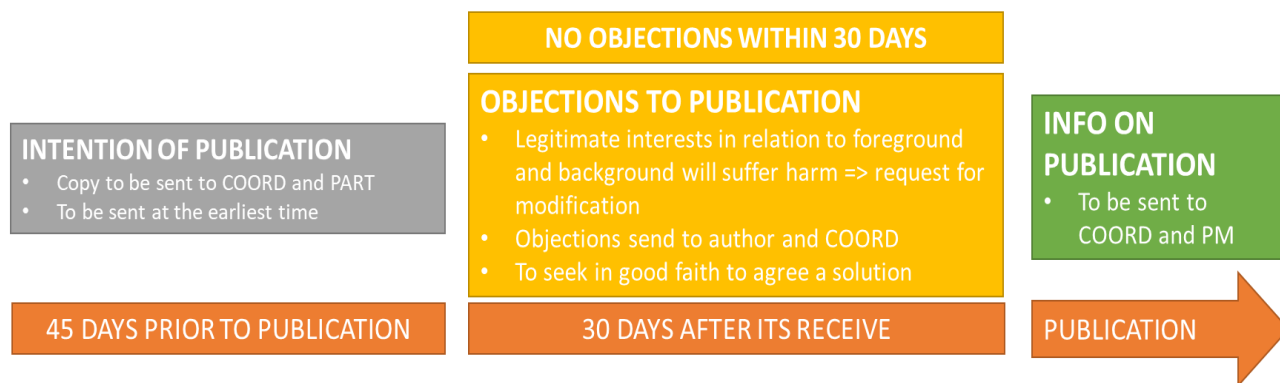 INTENTION OF PUBLICATION
• Copy to be sent to COORD and PART
• To be sent at the earliest time
45 DAYS PRIOR TO PUBLICATION
NO OBJECTIONS WITHIN 30 DAYS
OBJECTIONS TO PUBLICATION
• Legitimate interests in relation to foreground
and background will suffer harm => request for
modification
• Objections send to author and COORD
• To seek in good faith to agree a solution
30 DAYS AFTER ITS RECEIVE
INFO ON
PUBLICATION
• To be sent to
COORD and PM
PUBLICATION